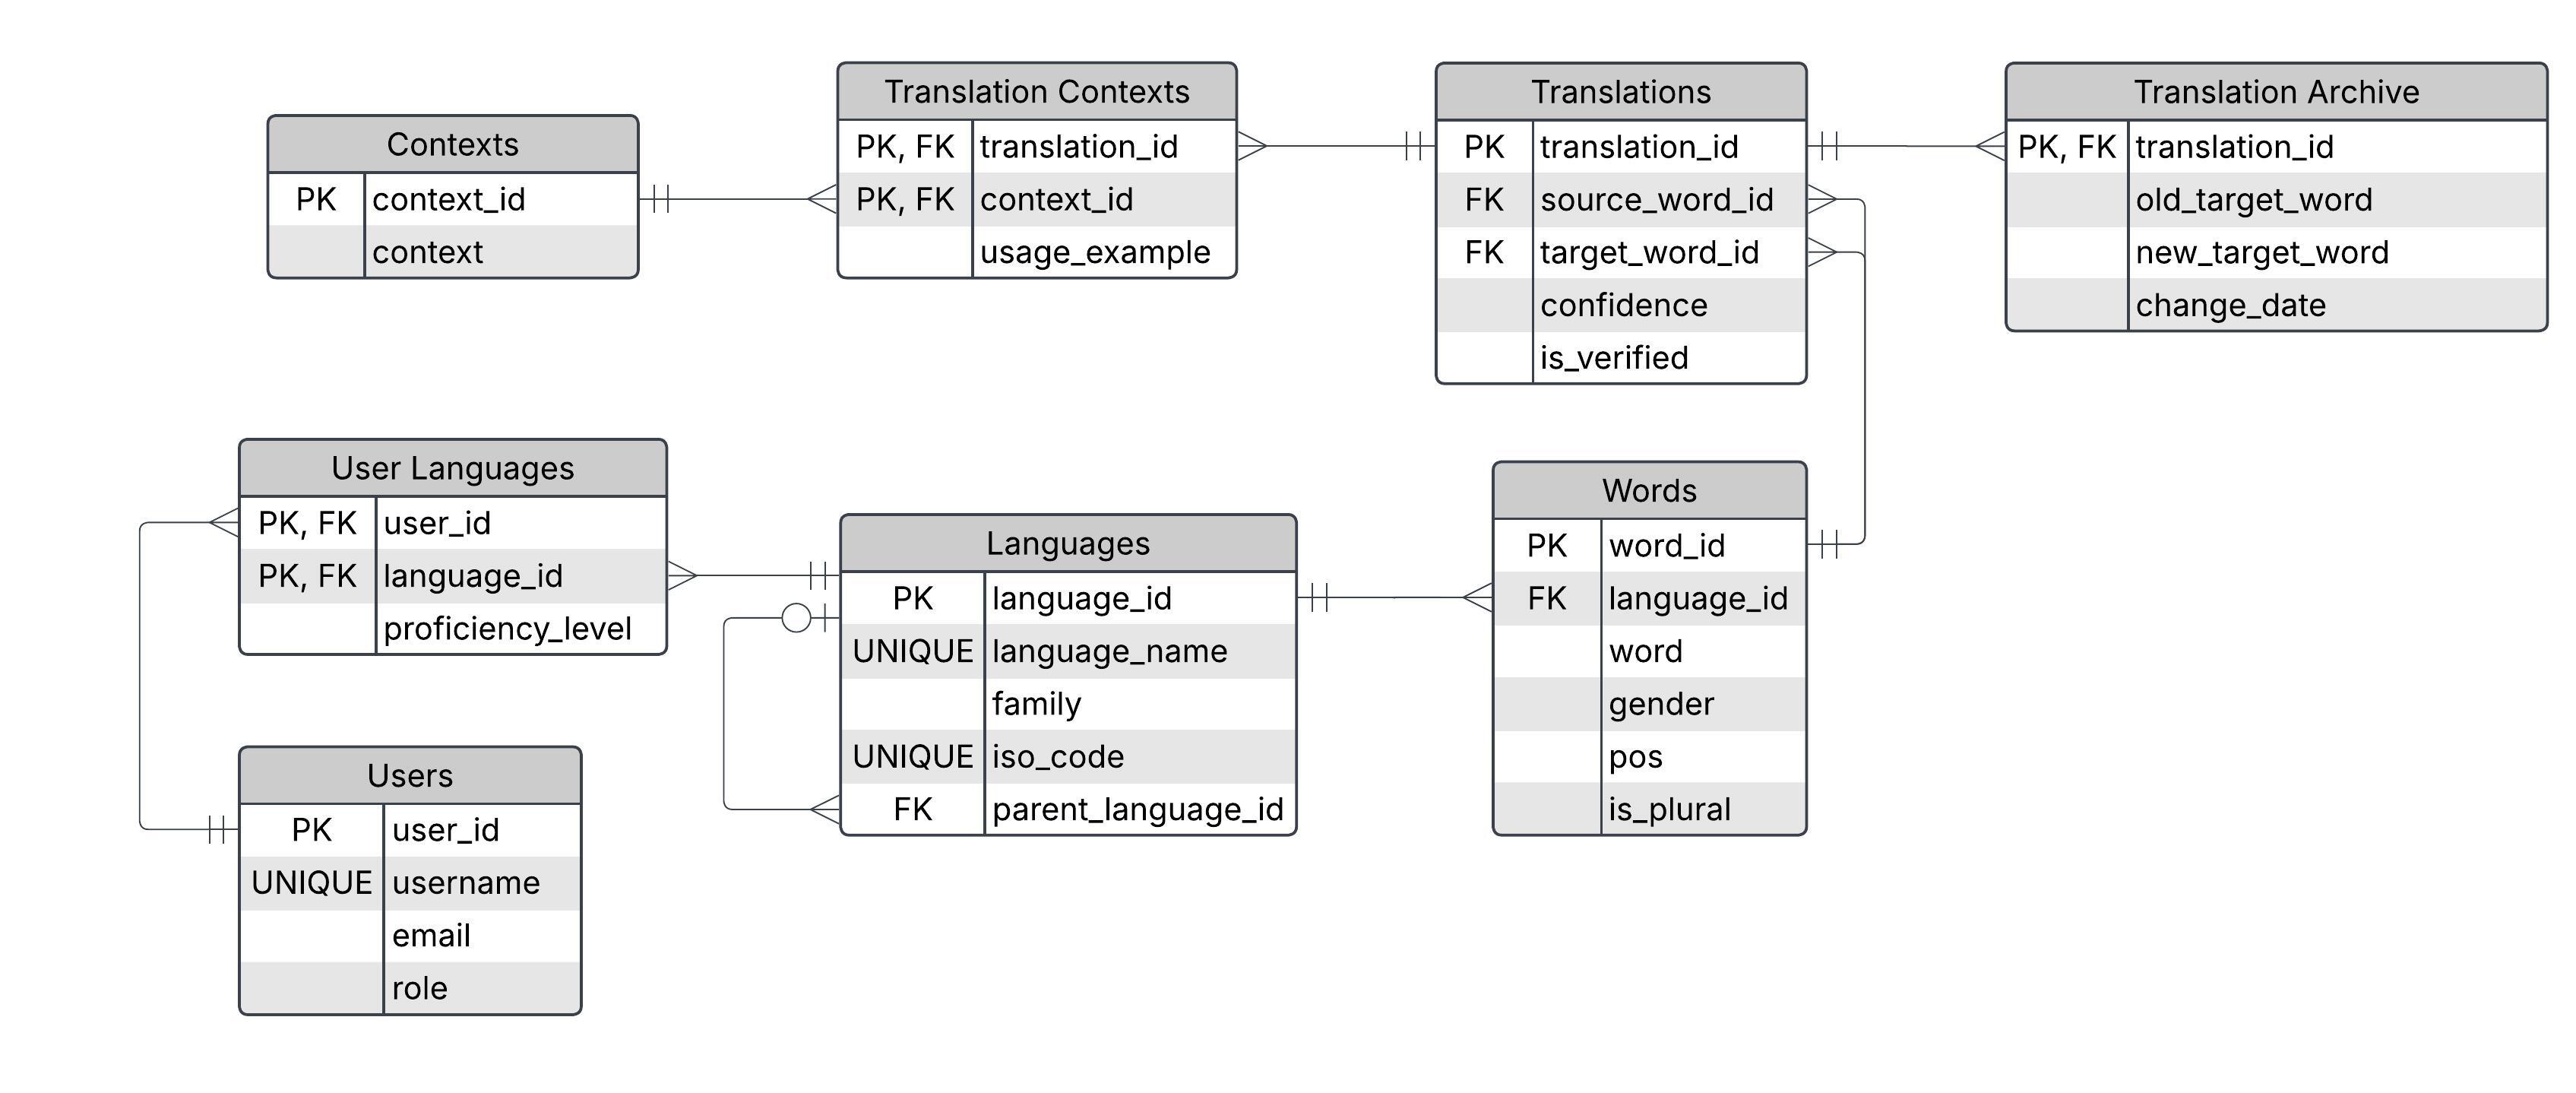 Contexts
PK context_id
context
Translation Contexts
PK, FK translation_id
PK, FK context_id
usage_example
Translations
PK translation_id
FK source_word_id
FK target_word_id
confidence
is_verified
Translation Archive
PK, FK translation_id
old_target_word
new_target_word
change_date
User Languages
PK, FK user_id
PK, FK language_id
proficiency_level
Languages
PK language_id
UNIQUE language_name
family
UNIQUE iso_code
FK parent_language_id
Words
PK word_id
FK language_id
word
gender
pos
is_plural
Users
PK user_id
UNIQUE username
email
role